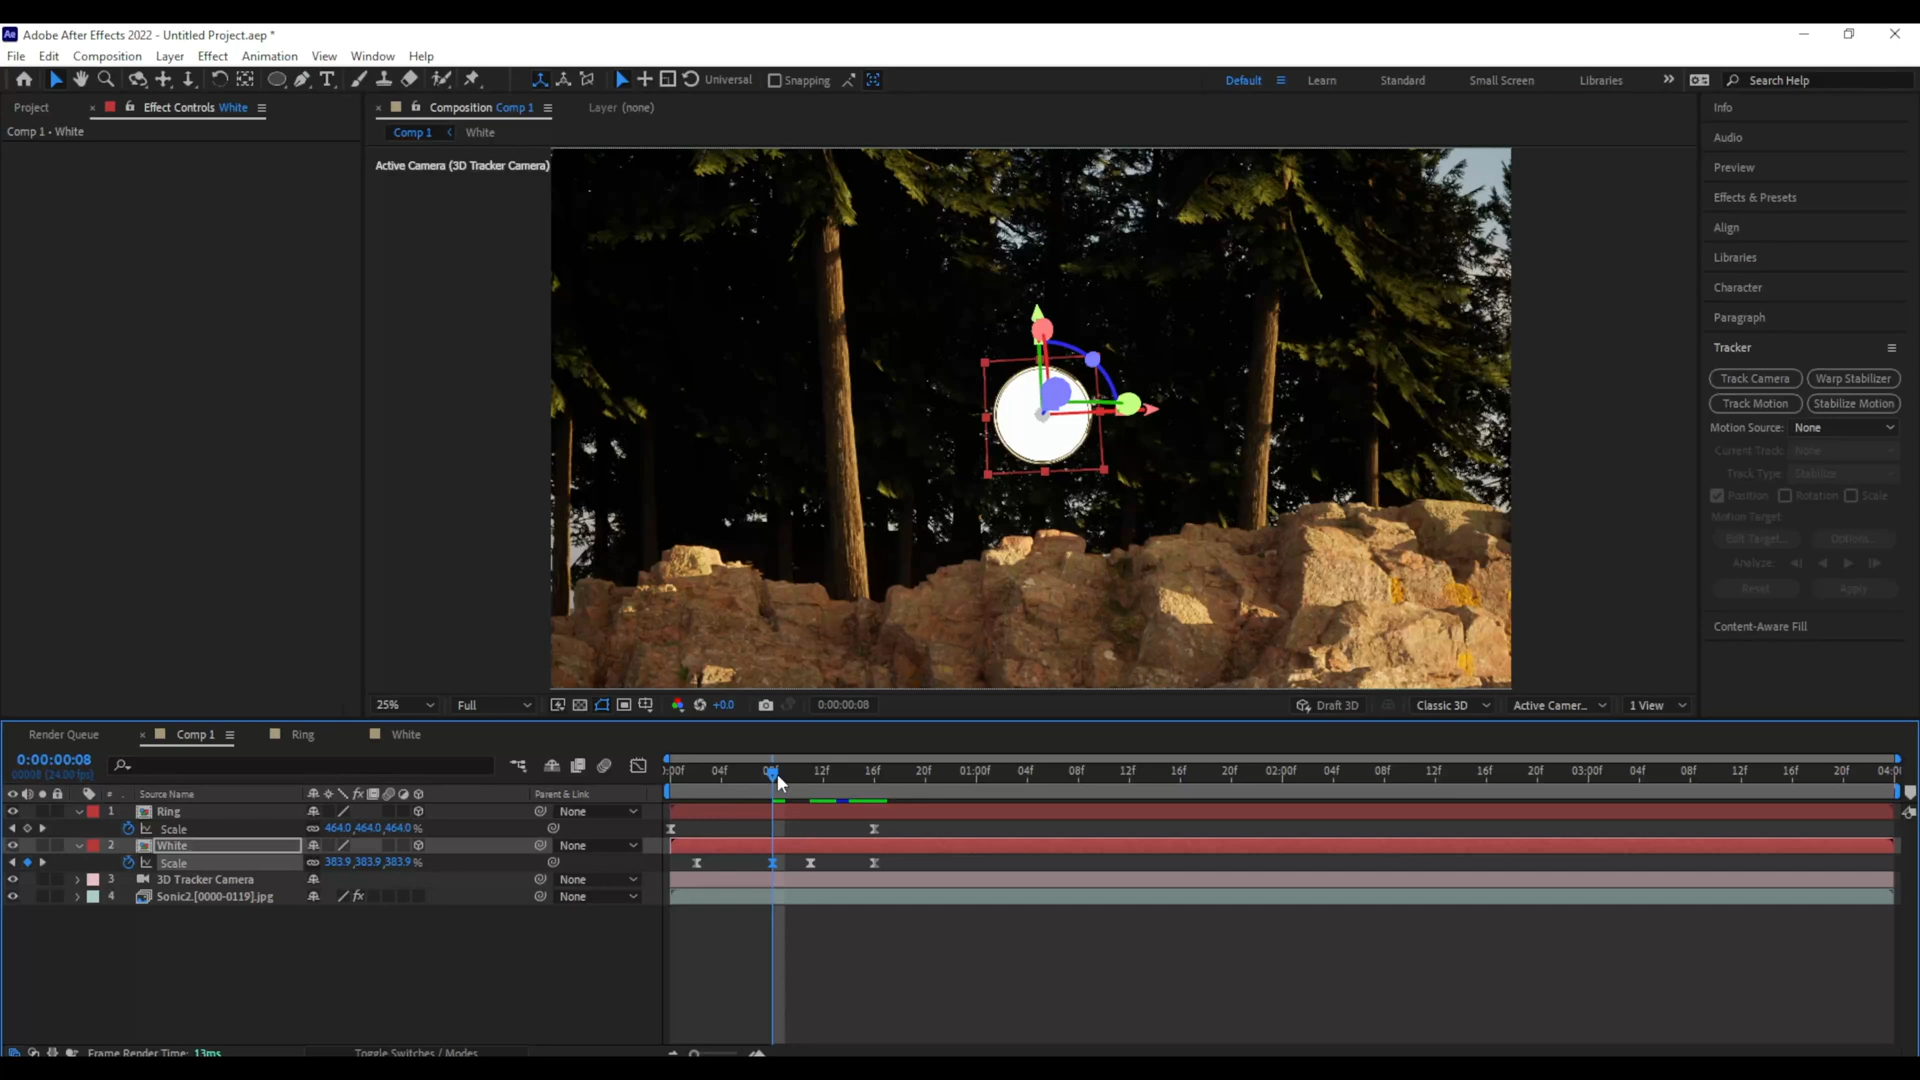 Ae Adobe After Effects 2022 - Untitled Project.aep *
File Edit Composition Layer Effect Animation View Window Help
Universal Snapping Default Learn Standard Small Screen Libraries Search Help
Project Effect Controls White Composition Comp 1 Layer (none) Info
Comp 1 • White Comp 1 White
Audio
Active Camera (3D Tracker Camera) Preview
Effects & Presets
Align
Libraries
Character
Paragraph
Tracker
Track Camera Warp Stabilizer
Track Motion Stabilize Motion
Motion Source: None
Current Track: None
Track Type: Stabilize
Position Rotation Scale
Motion Target:
Edit Target... Options...
Analyze:
Reset Apply
Content-Aware Fill
25% Full +0.0 0:00:00:08 Draft 3D Classic 3D Active Camer... 1 View
Render Queue Comp 1 Ring White
0:00:00:08
00008 (24.00 fps)
:00f 04f 12f 16f 20f 01:00f 04f 08f 12f 16f 20f 02:00f 04f 08f 12f 16f 20f 03:00f 04f 08f 12f 16f 20f 04:0
# Source Name fx Parent & Link
1 Ring None
Scale 464.0,464.0,464.0 %
2 White None
Scale 383.9,383.9,383.9 %
3 3D Tracker Camera None
4 Sonic2.[0000-0119].jpg fx None
Frame Render Time: 13ms Toggle Switches / Modes